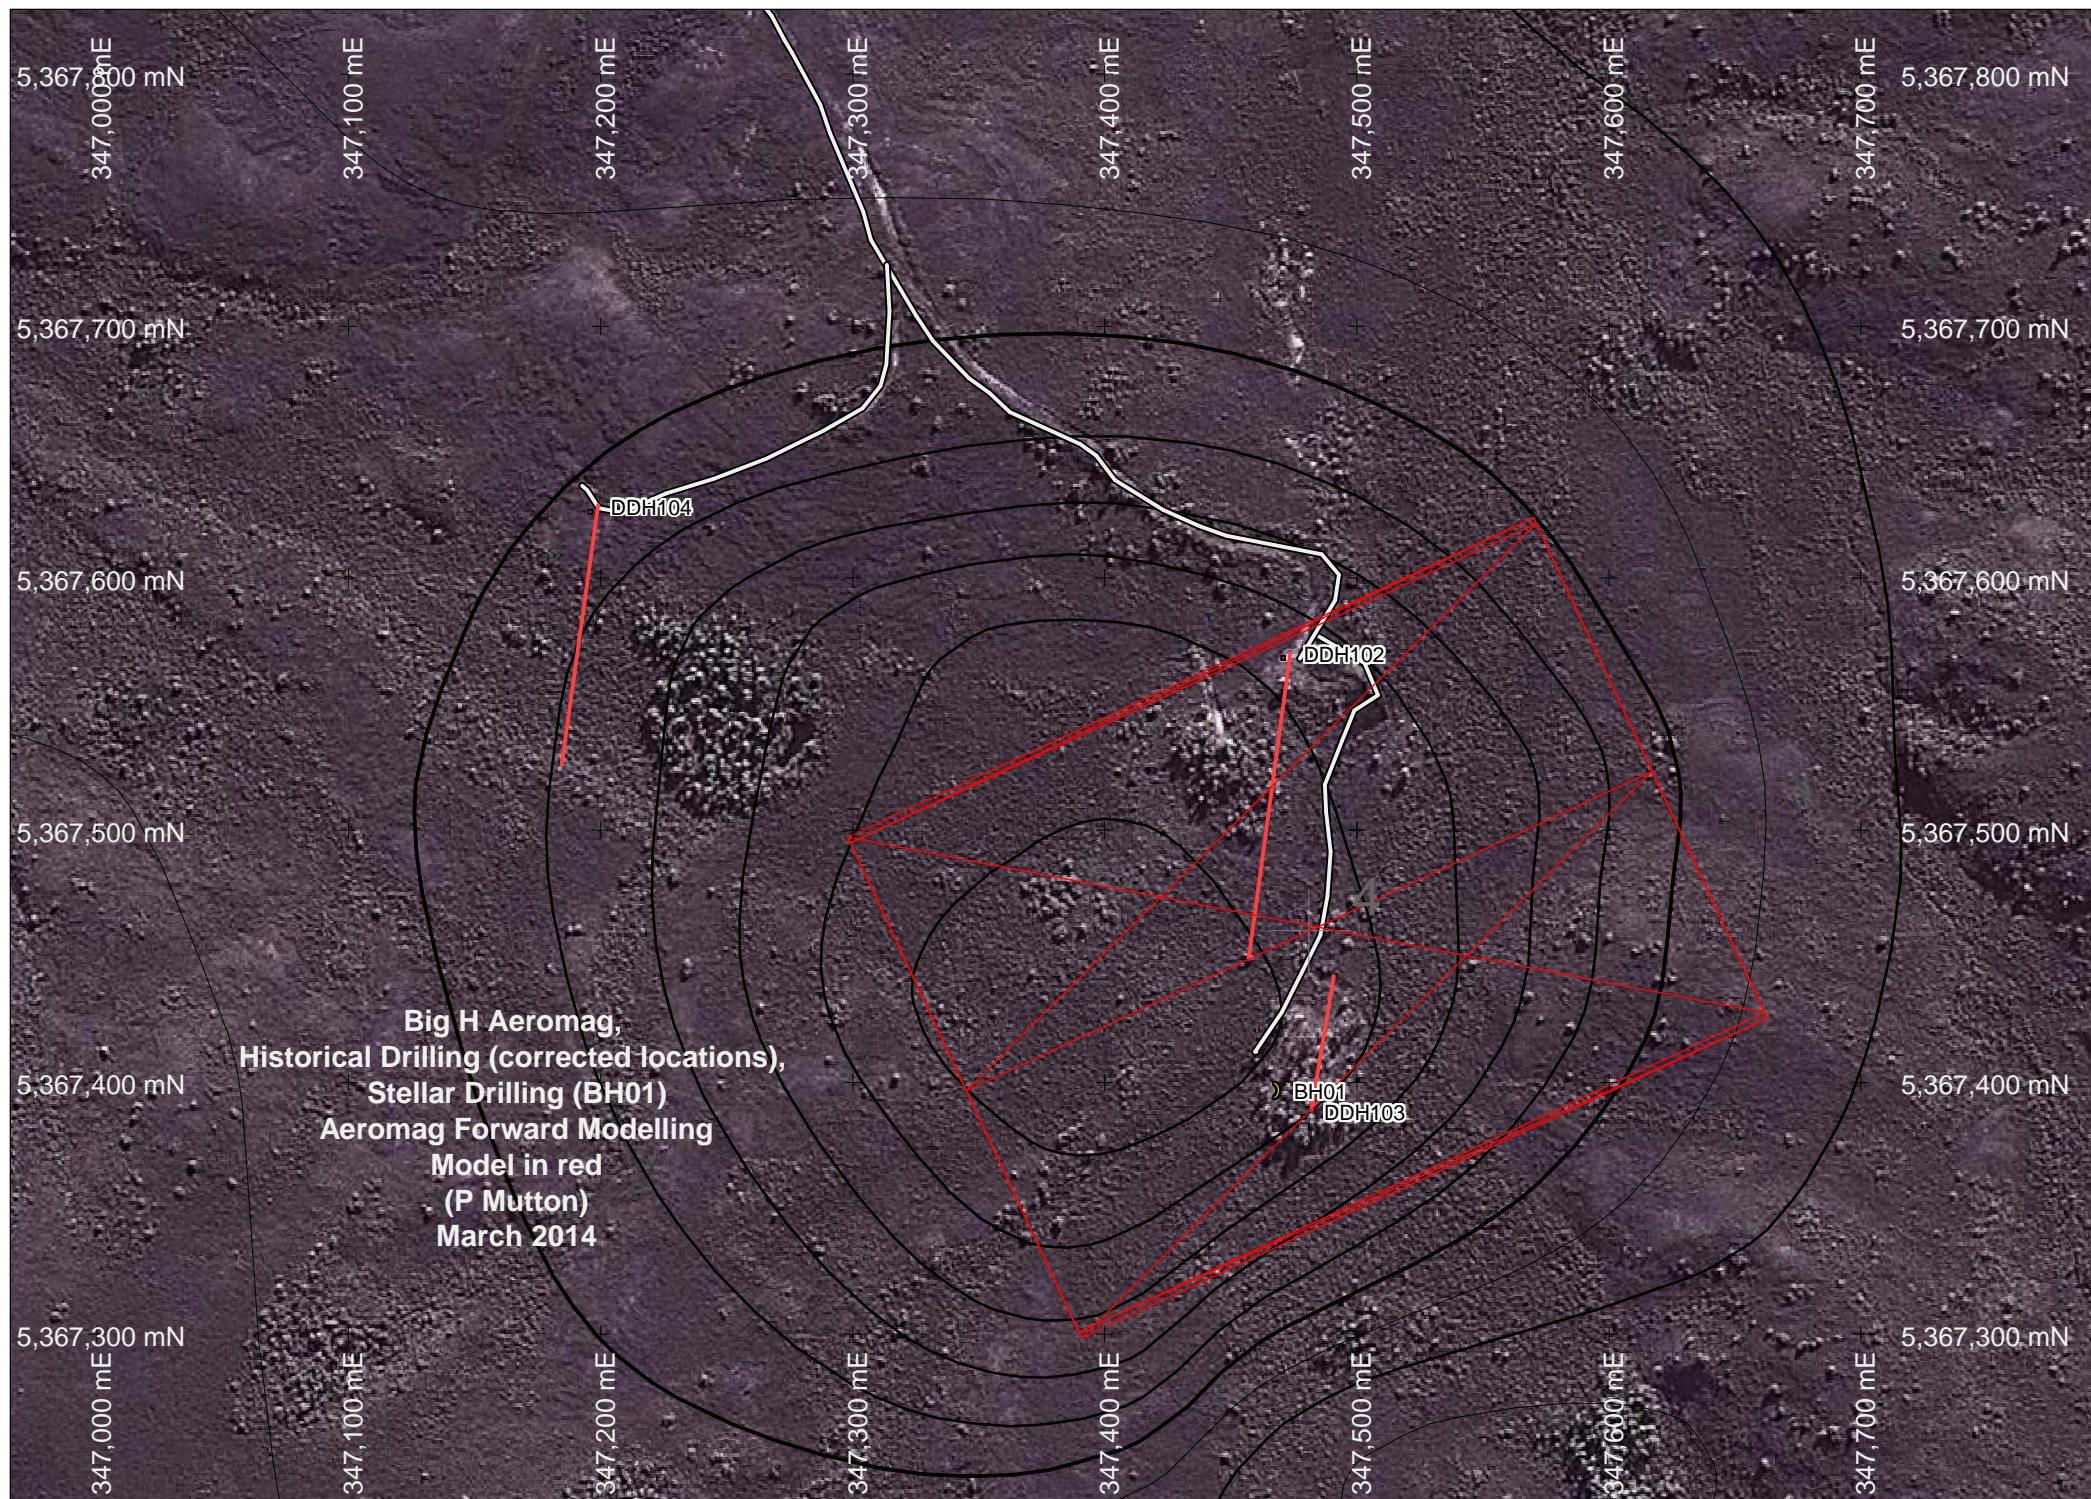 347,000 mE
347,100 mE
347,200 mE
347,300 mE
347,400 mE
347,500 mE
347,600 mE
347,700 mE
5,367,800 mN
5,367,800 mN
5,367,700 mN
5,367,700 mN
DDH104
5,367,600 mN
5,367,600 mN
DDH102
5,367,500 mN
5,367,500 mN
4
Big H Aeromag,
Historical Drilling (corrected locations),
Stellar Drilling (BH01)
Aeromag Forward Modelling
Model in red
(P Mutton)
March 2014
5,367,400 mN
BH01
DDH103
5,367,400 mN
5,367,300 mN
5,367,300 mN
347,000 mE
347,100 mE
347,200 mE
347,300 mE
347,400 mE
347,500 mE
347,600 mE
347,700 mE